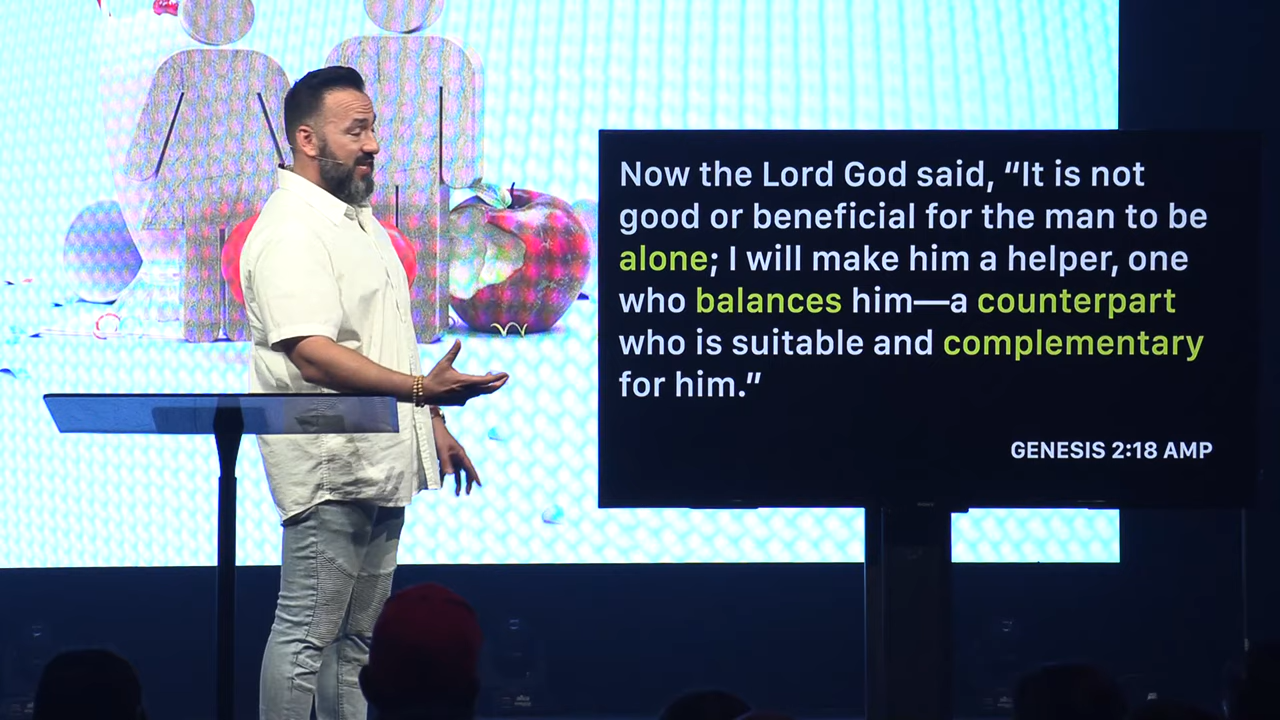 Now the Lord God said, “It is not
good or beneficial for the man to be
alone; I will make him a helper, one
who balances him—a counterpart
who is suitable and complementary
for him.”
GENESIS 2:18 AMP